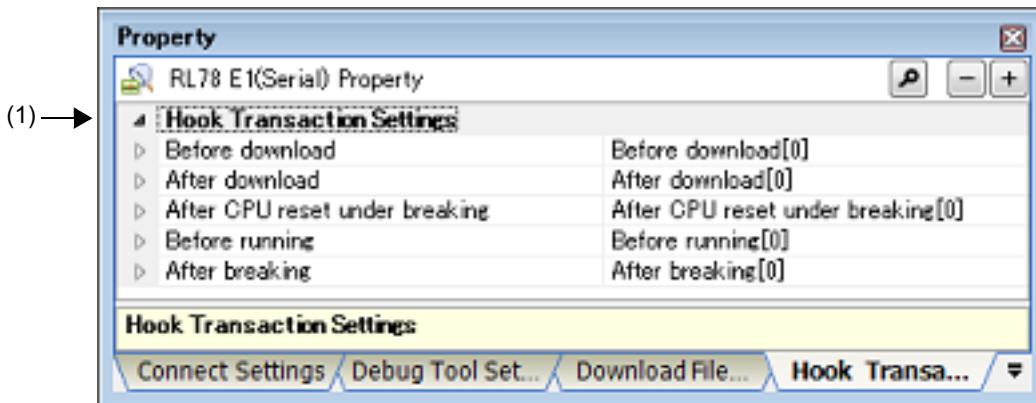 Property
RL78 E1(Serial) Property
(1)
Hook Transaction Settings
Before download Before download[0]
After download After download[0]
After CPU reset under breaking After CPU reset under breaking[0]
Before running Before running[0]
After breaking After breaking[0]
Hook Transaction Settings
Connect Settings Debug Tool Set... Download File... Hook Transa...